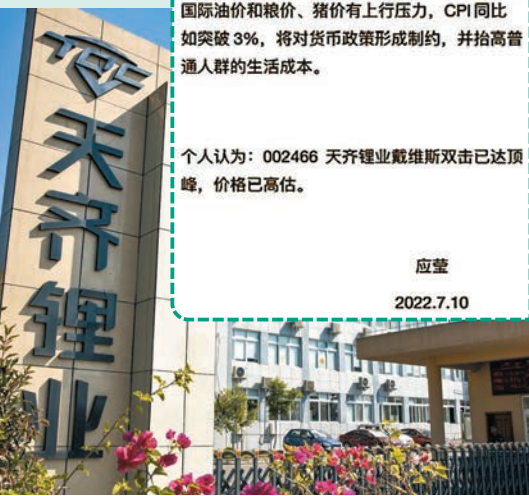 国际油价和粮价、猪价有上行压力，CPI同比
如突破 3%，将对货币政策形成制约，并抬高普
通人群的生活成本。
个人认为：002466 天齐锂业戴维斯双击已达顶
峰，价格已高估。
应莹
2022.7.10
天齐锂业